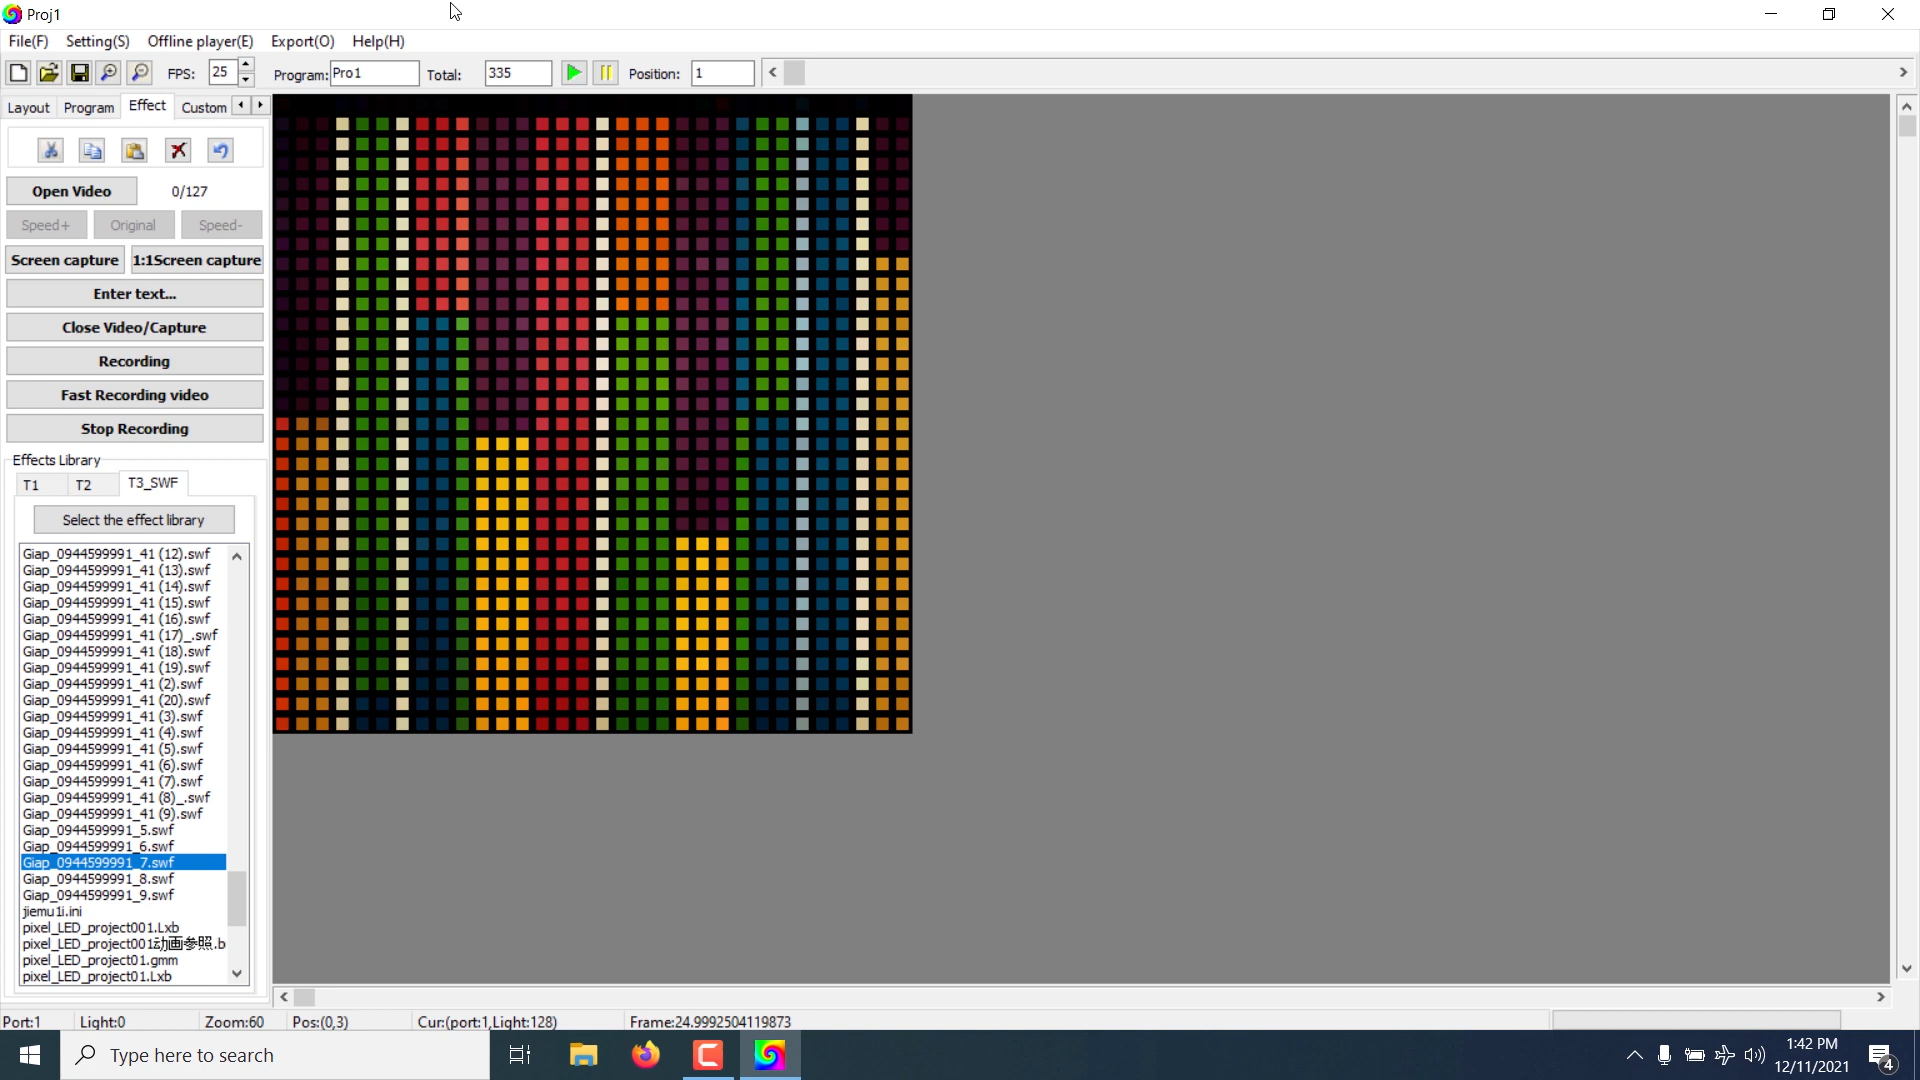 Proj1
File(F) Setting(S) Offline player(E) Export(O) Help(H)
FPS: 25 Program: Pro1 Total: 335 Position: 1
Layout Program Effect Custom
Open Video 0/127
Speed+ Original Speed-
Screen capture 1:1Screen capture
Enter text...
Close Video/Capture
Recording
Fast Recording video
Stop Recording
Effects Library
T1 T2 T3_SWF
Select the effect library
Giap_0944599991_41 (12).swf
Giap_0944599991_41 (13).swf
Giap_0944599991_41 (14).swf
Giap_0944599991_41 (15).swf
Giap_0944599991_41 (16).swf
Giap_0944599991_41 (17)_.swf
Giap_0944599991_41 (18).swf
Giap_0944599991_41 (19).swf
Giap_0944599991_41 (2).swf
Giap_0944599991_41 (20).swf
Giap_0944599991_41 (3).swf
Giap_0944599991_41 (4).swf
Giap_0944599991_41 (5).swf
Giap_0944599991_41 (6).swf
Giap_0944599991_41 (7).swf
Giap_0944599991_41 (8)_.swf
Giap_0944599991_41 (9).swf
Giap_0944599991_5.swf
Giap_0944599991_6.swf
Giap_0944599991_7.swf
Giap_0944599991_8.swf
Giap_0944599991_9.swf
jiemu1i.ini
pixel_LED_project001.Lxb
pixel_LED_project001动画参照.b
pixel_LED_project01.gmm
pixel_LED_project01.Lxb
Port:1 Light:0 Zoom:60 Pos:(0,3) Cur:(port:1,Light:128) Frame:24.9992504119873
Type here to search
1:42 PM
12/11/2021
4